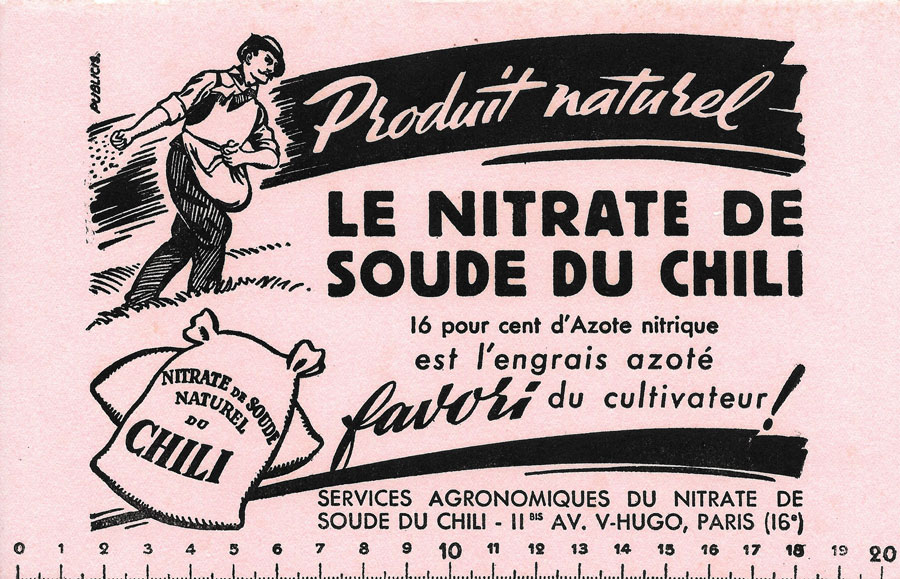 PUBLICIS.
Produit naturel
LE NITRATE DE
SOUDE DU CHILI
16 pour cent d'Azote nitrique
est l'engrais azoté
favori du cultivateur!
NITRATE DE SOUDE
NATUREL
DU
CHILI
SERVICES AGRONOMIQUES DU NITRATE DE
SOUDE DU CHILI - 11 BIS AV. V-HUGO, PARIS (16e)
0 1 2 3 4 5 6 7 8 9 10 11 12 13 14 15 16 17 18 19 20